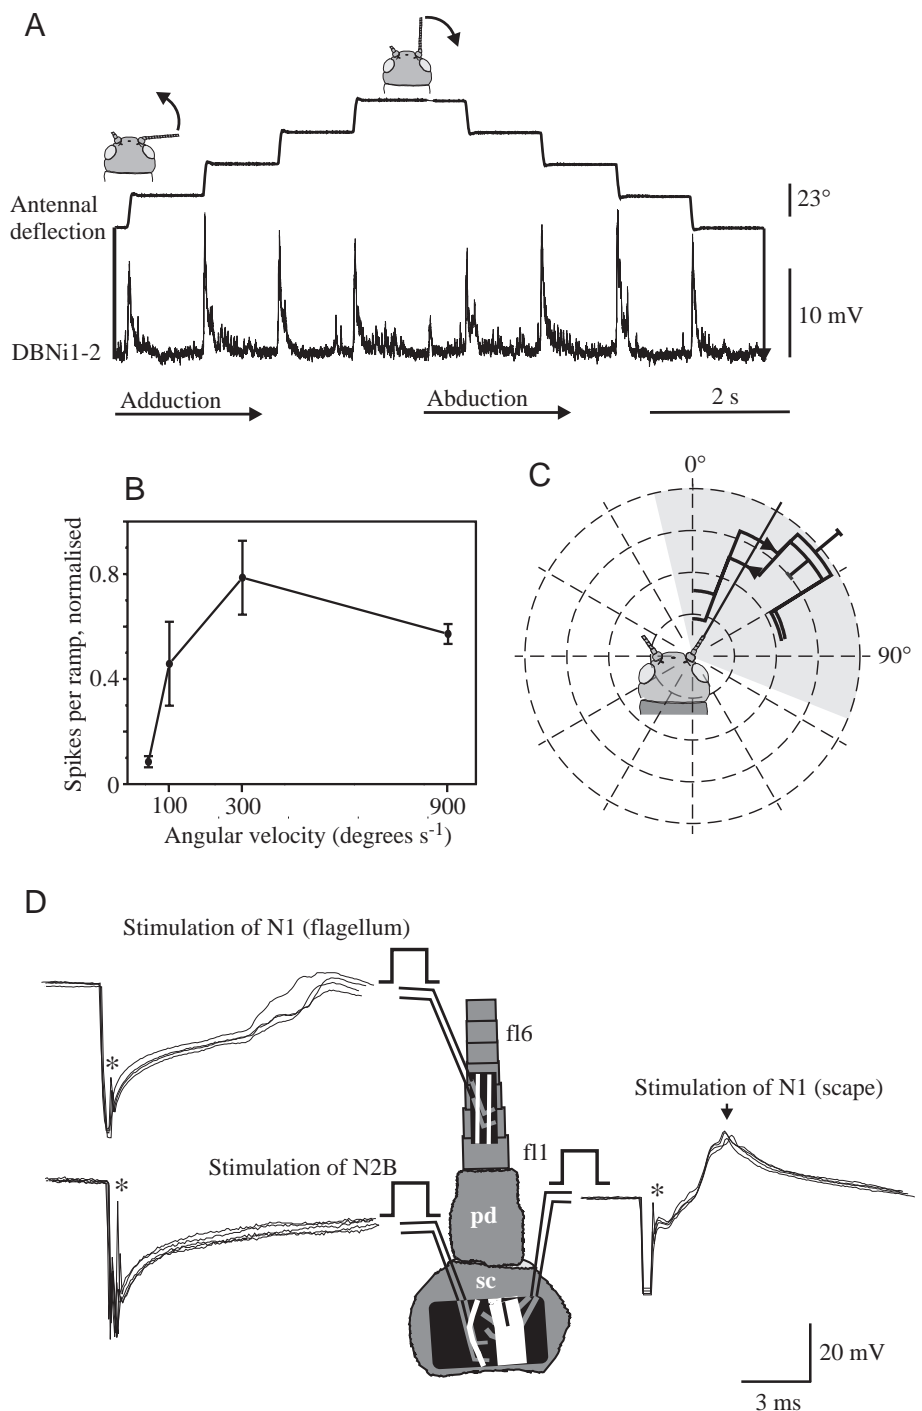 A
Antennal
deflection
23°
10 mV
DBNi1-2
Adduction
Abduction
2 s
B
Spikes per ramp, normalised
0.8
0.4
0
100
300
900
Angular velocity (degrees s-1)
C
0°
90°
D
Stimulation of N1 (flagellum)
*
fl6
Stimulation of N1 (scape)
fl1
Stimulation of N2B
*
*
pd
sc
20 mV
3 ms